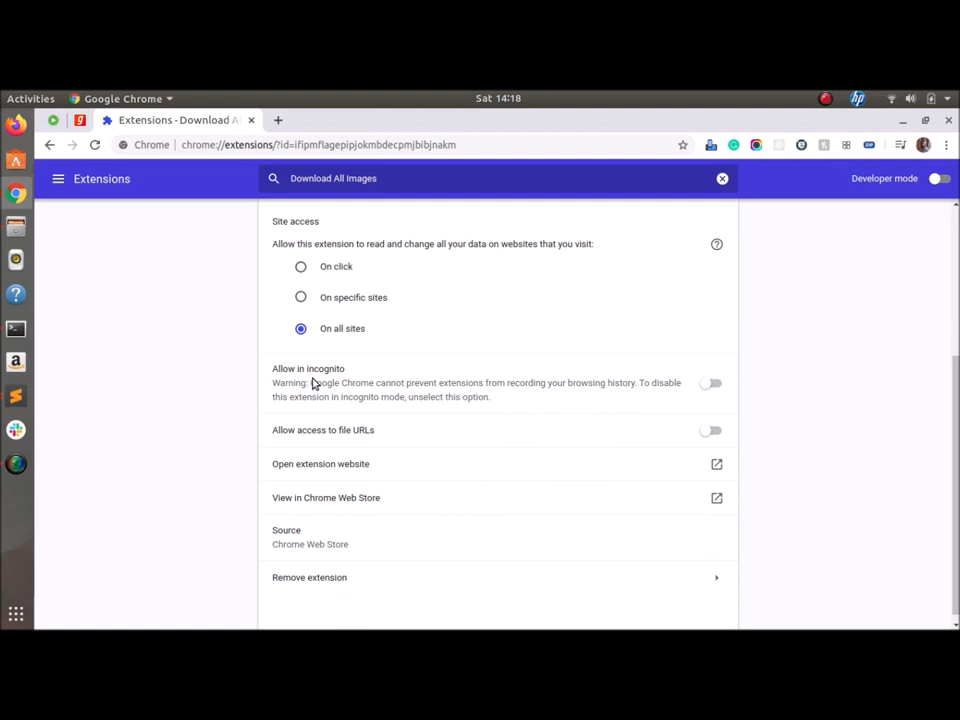 Activities Google Chrome Sat 14:18
Extensions - Download Al
Chrome chrome://extensions/?id=ifipmflagepipjokmbdecpmjbibjnakm
Extensions Download All Images Developer mode
Site access
Allow this extension to read and change all your data on websites that you visit:
On click
On specific sites
On all sites
Allow in incognito
Warning: Google Chrome cannot prevent extensions from recording your browsing history. To disable
this extension in incognito mode, unselect this option.
Allow access to file URLs
Open extension website
View in Chrome Web Store
Source
Chrome Web Store
Remove extension